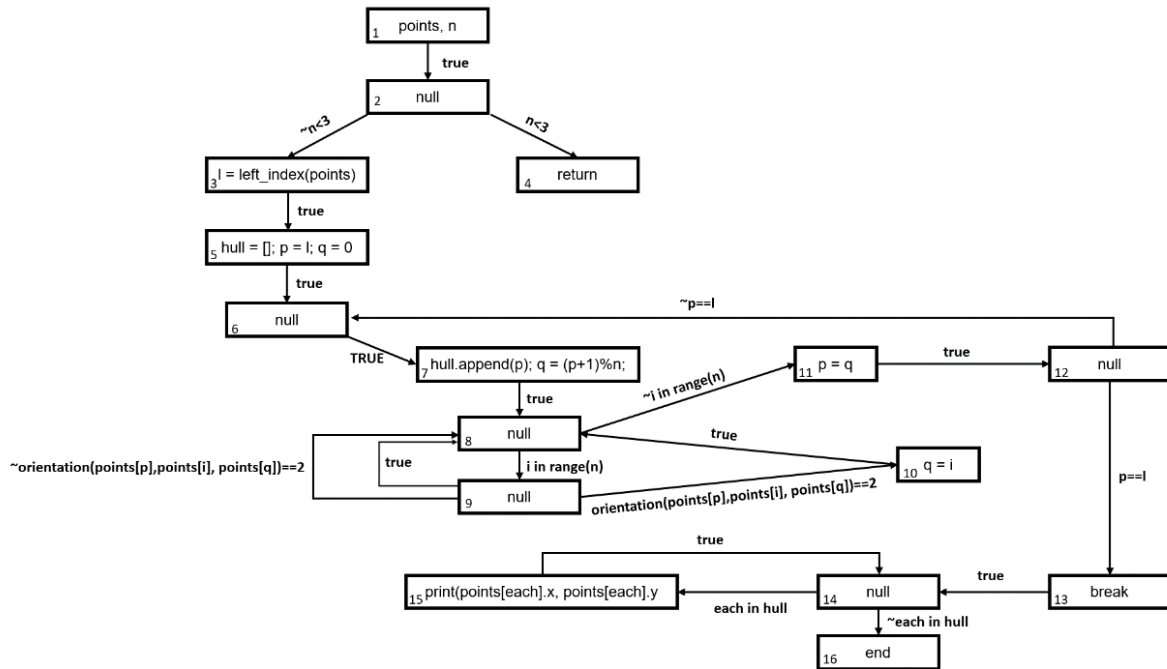 points, n
1
true
null
2
~n<3
n<3
l = left_index(points)
3
return
4
true
hull = []; p = l; q = 0
5
true
~p==l
null
6
TRUE
hull.append(p); q = (p+1)%n;
7
~i in range(n)
p = q
11
true
null
12
true
null
8
true
~orientation(points[p],points[i], points[q])==2
true
i in range(n)
q = i
10
null
9
orientation(points[p],points[i], points[q])==2
p==l
true
print(points[each].x, points[each].y
15
each in hull
null
14
true
break
13
~each in hull
end
16